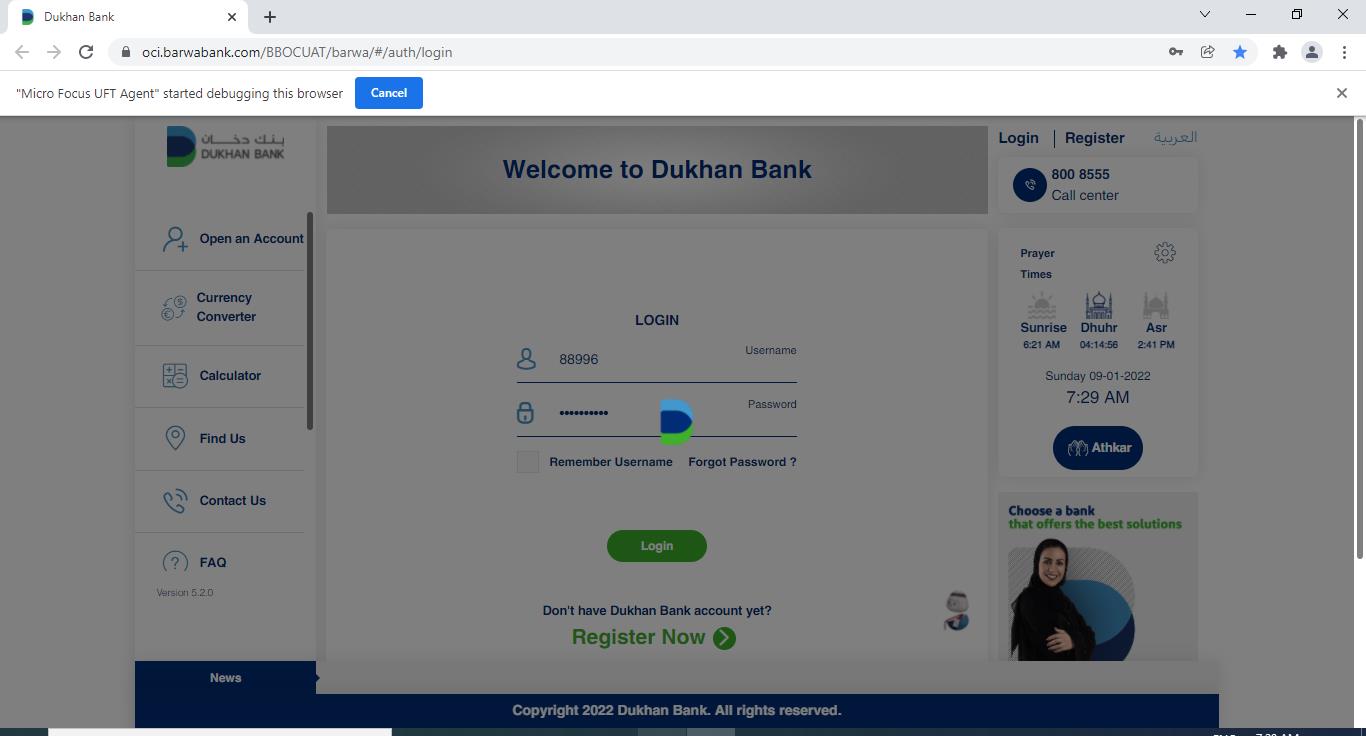 Dukhan Bank
oci.barwabank.com/BBOCUAT/barwa/#/auth/login
"Micro Focus UFT Agent" started debugging this browser
Cancel
بنك دخان
DUKHAN BANK
Open an Account
Currency
Converter
Calculator
Find Us
Contact Us
FAQ
Version 5.2.0
News
Welcome to Dukhan Bank
LOGIN
Username
88996
Password
••••••••••
Remember Username
Forgot Password ?
Login
Don't have Dukhan Bank account yet?
Register Now
Login
Register
العربية
800 8555
Call center
Prayer
Times
Sunrise Dhuhr Asr
6:21 AM 04:14:56 2:41 PM
Sunday 09-01-2022
7:29 AM
Athkar
Choose a bank
that offers the best solutions
Copyright 2022 Dukhan Bank. All rights reserved.